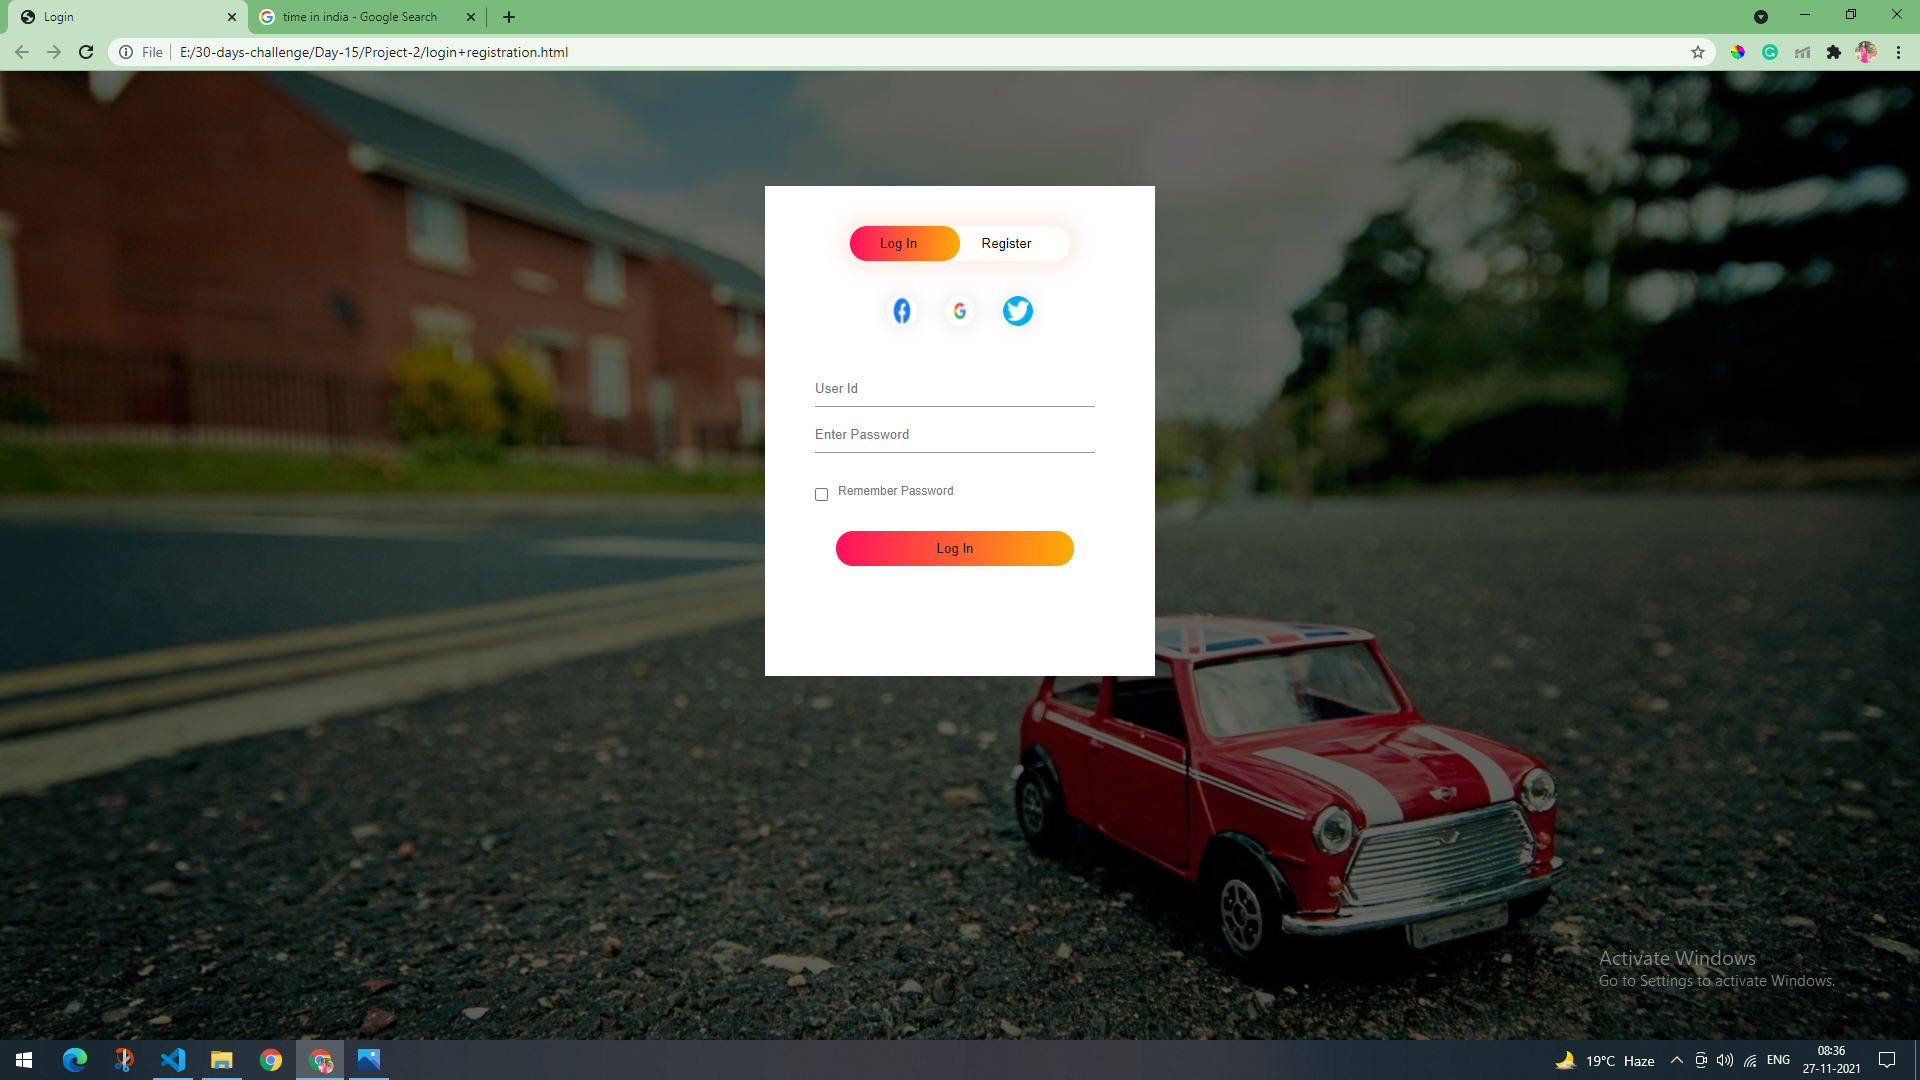 Login
time in india - Google Search
File
E:/30-days-challenge/Day-15/Project-2/login+registration.html
Log In
Register
User Id
Enter Password
Remember Password
Log In
Activate Windows
Go to Settings to activate Windows.
19°C Haze
ENG
08:36
27-11-2021